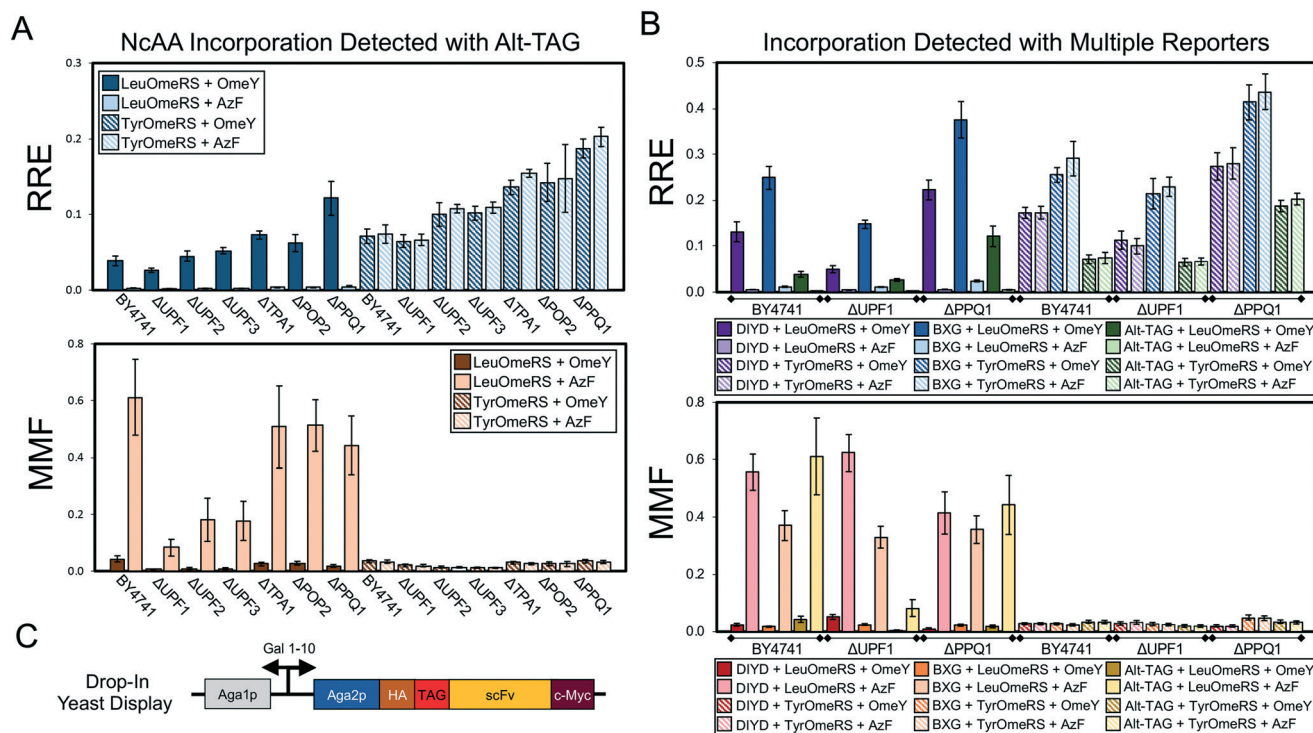 A
NcAA Incorporation Detected with Alt-TAG
RRE
0.3
0.2
0.1
0.0
LeuOmeRS + OmeY
LeuOmeRS + AzF
TyrOmeRS + OmeY
TyrOmeRS + AzF
BY4741 ΔUPF1 ΔUPF2 ΔUPF3 ΔTPA1 ΔPOP2 ΔPPQ1 BY4741 ΔUPF1 ΔUPF2 ΔUPF3 ΔTPA1 ΔPOP2 ΔPPQ1
MMF
0.8
0.6
0.4
0.2
0.0
LeuOmeRS + OmeY
LeuOmeRS + AzF
TyrOmeRS + OmeY
TyrOmeRS + AzF
BY4741 ΔUPF1 ΔUPF2 ΔUPF3 ΔTPA1 ΔPOP2 ΔPPQ1 BY4741 ΔUPF1 ΔUPF2 ΔUPF3 ΔTPA1 ΔPOP2 ΔPPQ1
B
Incorporation Detected with Multiple Reporters
RRE
0.5
0.4
0.3
0.2
0.1
0.0
BY4741 ΔUPF1 ΔPPQ1 BY4741 ΔUPF1 ΔPPQ1
DIYD + LeuOmeRS + OmeY BXG + LeuOmeRS + OmeY Alt-TAG + LeuOmeRS + OmeY
DIYD + LeuOmeRS + AzF BXG + LeuOmeRS + AzF Alt-TAG + LeuOmeRS + AzF
DIYD + TyrOmeRS + OmeY BXG + TyrOmeRS + OmeY Alt-TAG + TyrOmeRS + OmeY
DIYD + TyrOmeRS + AzF BXG + TyrOmeRS + AzF Alt-TAG + TyrOmeRS + AzF
MMF
0.8
0.6
0.4
0.2
0.0
BY4741 ΔUPF1 ΔPPQ1 BY4741 ΔUPF1 ΔPPQ1
DIYD + LeuOmeRS + OmeY BXG + LeuOmeRS + OmeY Alt-TAG + LeuOmeRS + OmeY
DIYD + LeuOmeRS + AzF BXG + LeuOmeRS + AzF Alt-TAG + LeuOmeRS + AzF
DIYD + TyrOmeRS + OmeY BXG + TyrOmeRS + OmeY Alt-TAG + TyrOmeRS + OmeY
DIYD + TyrOmeRS + AzF BXG + TyrOmeRS + AzF Alt-TAG + TyrOmeRS + AzF
C
Drop-In
Yeast Display
Gal 1-10
Aga1p Aga2p HA TAG scFv c-Myc